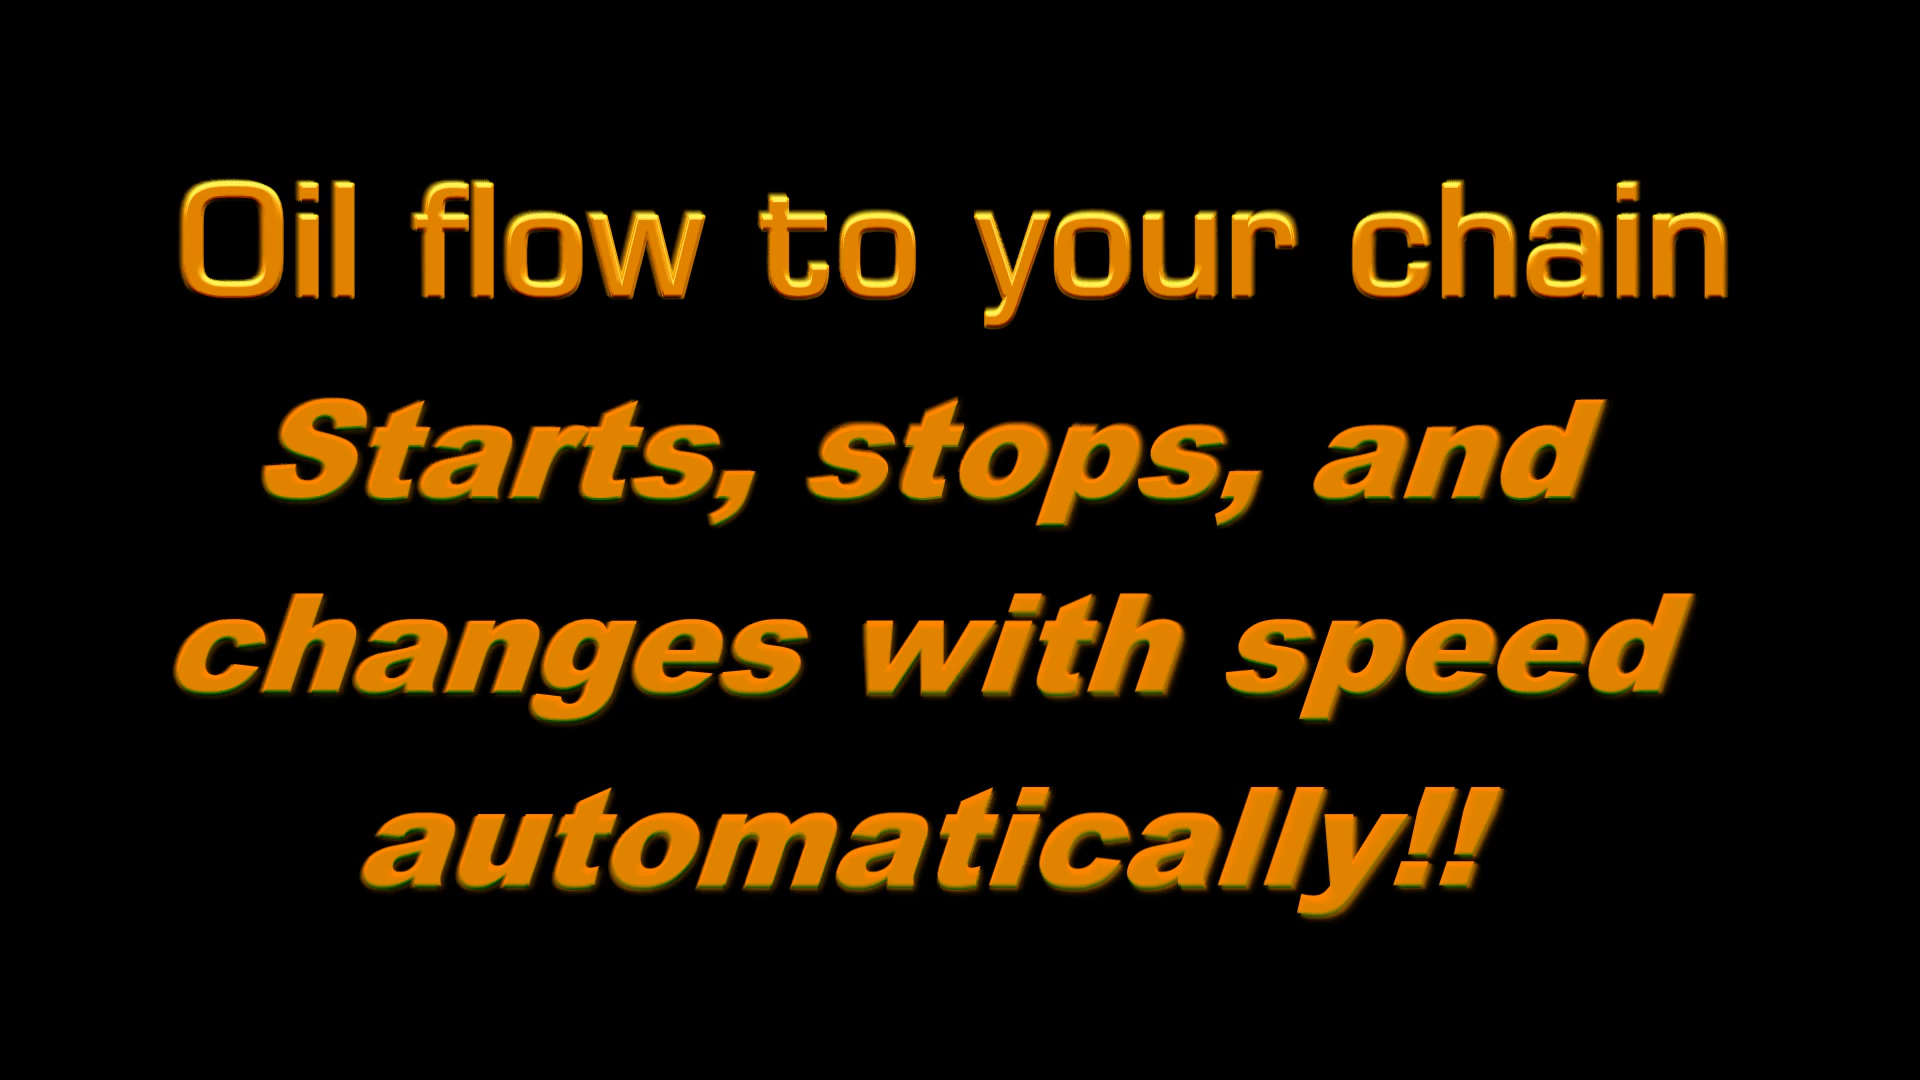 Oil flow to your chain
Starts, stops, and
changes with speed
automatically!!